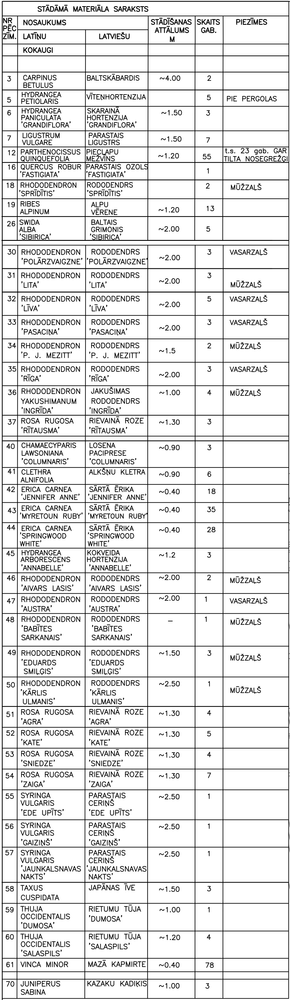 STĀDĀMĀ MATERIĀLA SARAKSTS
NR PĒC ZĪM. NOSAUKUMS STĀDĪŠANAS ATTĀLUMS M SKAITS GAB. PIEZĪMES
LATĪŅU LATVIEŠU
KOKAUGI
3 CARPINUS BALTSKĀBARDIS ~4.00 2
BETULUS
5 HYDRANGEA VĪTEŅHORTENZIJA 5 PIE PERGOLAS
PETIOLARIS
6 HYDRANGEA SKARAINĀ ~1.50 3
PANICULATA HORTENZIJA
'GRANDIFLORA' 'GRANDIFLORA'
7 LIGUSTRUM PARASTAIS ~1.50 7
VULGARE LIGUSTRS
12 PARTHENOCISSUS PIECLAPU ~1.20 55 t.s. 23 gab. GAR
QUINQUEFOLIA MEŽVĪNS TILTA NOSEGREŽĢI
16 QUERCUS ROBUR PARASTAIS OZOLS 1
'FASTIGIATA' 'FASTIGIATA'
18 RHODODENDRON RODODENDRS 2 MŪŽZAĻŠ
'SPRĪDĪTIS' 'SPRĪDĪTIS'
19 RIBES ALPU ~1.20 13
ALPINUM VĒRENE
26 SWIDA BALTAIS ~2.00 5
ALBA GRIMONIS
'SIBIRICA' 'SIBIRICA'
30 RHODODENDRON RODODENDRS ~2.00 3 VASARZAĻŠ
'POLĀRZVAIGZNE' 'POLĀRZVAIGZNE'
31 RHODODENDRON RODODENDRS ~2.00 3 MŪŽZAĻŠ
'LITA' 'LITA'
32 RHODODENDRON RODODENDRS ~2.00 5 VASARZAĻŠ
'LĪVA' 'LĪVA'
33 RHODODENDRON RODODENDRS ~2.00 3 VASARZAĻŠ
'PASACIŅA' 'PASACIŅA'
34 RHODODENDRON RODODENDRS ~1.5 2 MŪŽZAĻŠ
'P. J. MEZITT' 'P. J. MEZITT'
35 RHODODENDRON RODODENDRS ~2.00 3 VASARZAĻŠ
'RĪGA' 'RĪGA'
36 RHODODENDRON JAKUŠIMAS ~1.00 4 MŪŽZAĻŠ
YAKUSHIMANUM RODODENDRS
'INGRĪDA' 'INGRĪDA'
37 ROSA RUGOSA RIEVAINĀ ROZE ~1.30 3
'RĪTAUSMA' 'RĪTAUSMA'
40 CHAMAECYPARIS LOSENA ~0.90 3
LAWSONIANA PACIPRESE
'COLUMNARIS' 'COLUMNARIS'
41 CLETHRA ALKŠŅU KLETRA ~0.90 6
ALNIFOLIA
42 ERICA CARNEA SĀRTĀ ĒRIKA ~0.40 18
'JENNIFER ANNE' 'JENNIFER ANNE'
43 ERICA CARNEA SĀRTĀ ĒRIKA ~0.40 35
'MYRETOUN RUBY' 'MYRETOUN RUBY'
44 ERICA CARNEA SĀRTĀ ĒRIKA ~0.40 28
'SPRINGWOOD 'SPRINGWOOD
WHITE' WHITE'
45 HYDRANGEA KOKVEIDA ~1.2 3
ARBORESCENS HORTENZIJA
'ANNABELLE' 'ANNABELLE'
46 RHODODENDRON RODODENDRS ~2.00 2 MŪŽZAĻŠ
'AIVARS LASIS' 'AIVARS LASIS'
47 RHODODENDRON RODODENDRS ~2.00 1 VASARZAĻŠ
'AUSTRA' 'AUSTRA'
48 RHODODENDRON RODODENDRS – 1 MŪŽZAĻŠ
'BABĪTES 'BABĪTES
SARKANAIS' SARKANAIS'
49 RHODODENDRON RODODENDRS ~1.50 3 MŪŽZAĻŠ
'EDUARDS 'EDUARDS
SMIĻĢIS' SMIĻĢIS'
50 RHODODENDRON RODODENDRS ~2.50 1 MŪŽZAĻŠ
'KĀRLIS 'KĀRLIS
ULMANIS' ULMANIS'
51 ROSA RUGOSA RIEVAINĀ ROZE ~1.30 4
'AGRA' 'AGRA'
52 ROSA RUGOSA RIEVAINĀ ROZE ~1.30 5
'KATE' 'KATE'
53 ROSA RUGOSA RIEVAINĀ ROZE ~1.30 4
'SNIEDZE' 'SNIEDZE'
54 ROSA RUGOSA RIEVAINĀ ROZE ~1.30 7
'ZAIGA' 'ZAIGA'
55 SYRINGA PARASTAIS ~2.50 1
VULGARIS CERIŅŠ
'EDE UPĪTS' 'EDE UPĪTS'
56 SYRINGA PARASTAIS ~2.50 1
VULGARIS CERIŅŠ
'GAIZIŅŠ' 'GAIZIŅŠ'
57 SYRINGA PARASTAIS ~2.50 1
VULGARIS CERIŅŠ
'JAUNKALSNAVAS 'JAUNKALSNAVAS
NAKTS' NAKTS'
58 TAXUS JAPĀNAS ĪVE ~1.50 3
CUSPIDATA
59 THUJA RIETUMU TŪJA ~1.00 1
OCCIDENTALIS 'DUMOSA'
'DUMOSA'
60 THUJA RIETUMU TŪJA ~1.20 4
OCCIDENTALIS 'SALASPILS'
'SALASPILS'
61 VINCA MINOR MAZĀ KAPMIRTE ~0.40 78
70 JUNIPERUS KAZAKU KADIĶIS ~1.00 3
SABINA